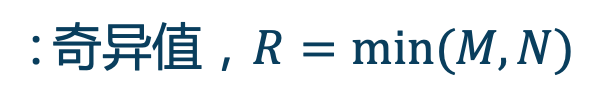 : 奇异值，R = min(M, N)